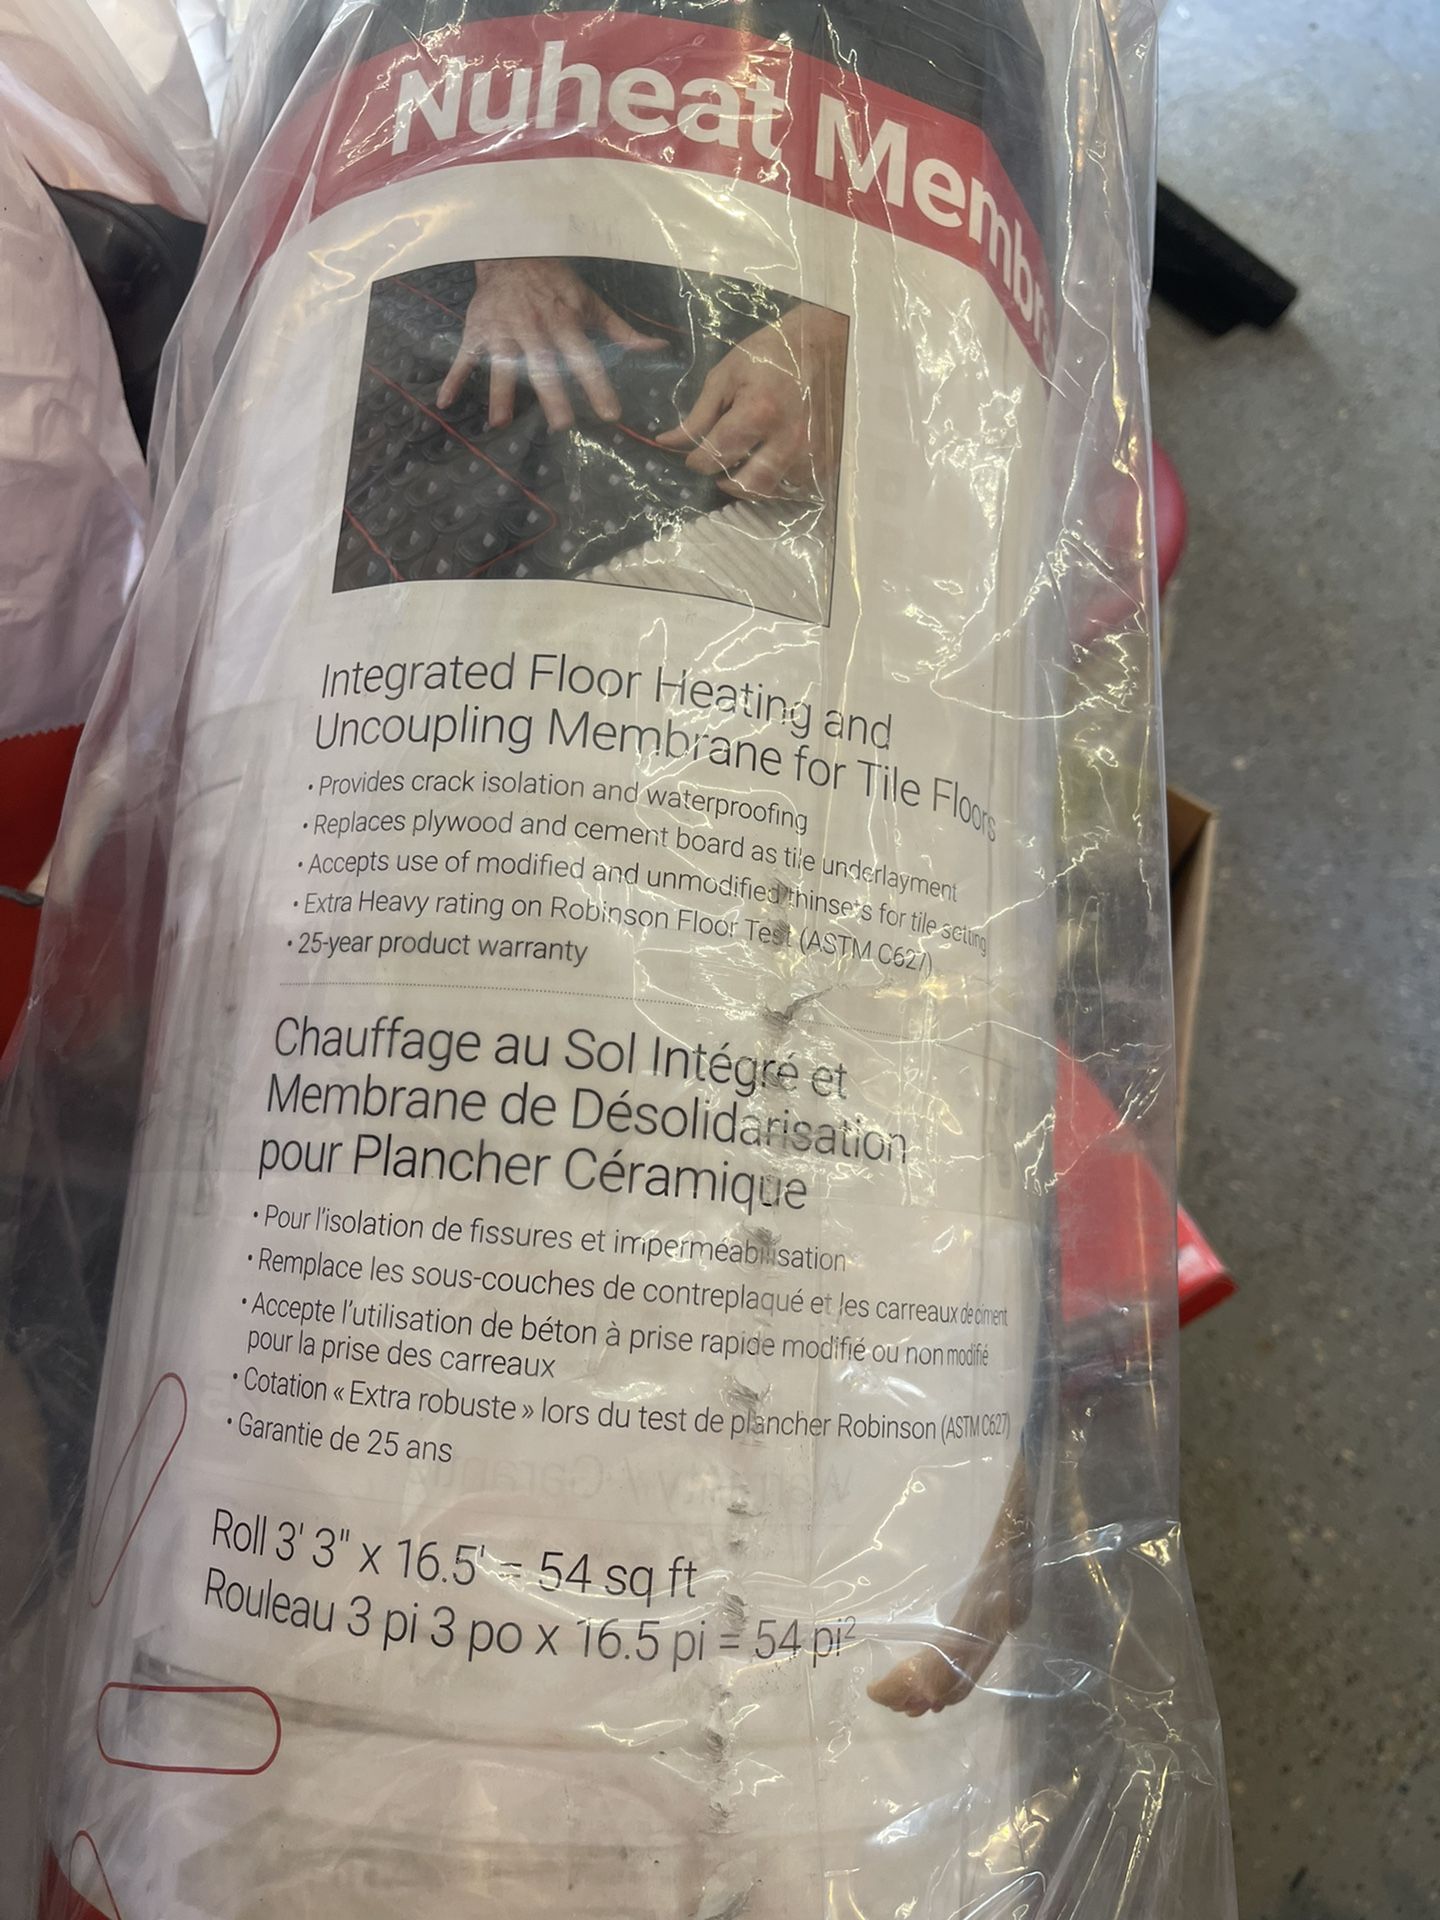 Nuheat Membra
Integrated Floor Heating and
Uncoupling Membrane for Tile Floors
• Provides crack isolation and waterproofing
• Replaces plywood and cement board as tile underlayment
• Accepts use of modified and unmodified thinsets for tile setting
• Extra Heavy rating on Robinson Floor Test (ASTM C627)
• 25-year product warranty
Chauffage au Sol Intégré et
Membrane de Désolidarisation
pour Plancher Céramique
• Pour l'isolation de fissures et imperméabilisation
• Remplace les sous-couches de contreplaqué et les carreaux de ciment
• Accepte l'utilisation de béton à prise rapide modifié ou non modifié
pour la prise des carreaux
• Cotation « Extra robuste » lors du test de plancher Robinson (ASTM C627)
• Garantie de 25 ans
Warranty / Garantie
Roll 3' 3" x 16.5' = 54 sq ft
Rouleau 3 pi 3 po x 16.5 pi = 54 pi²